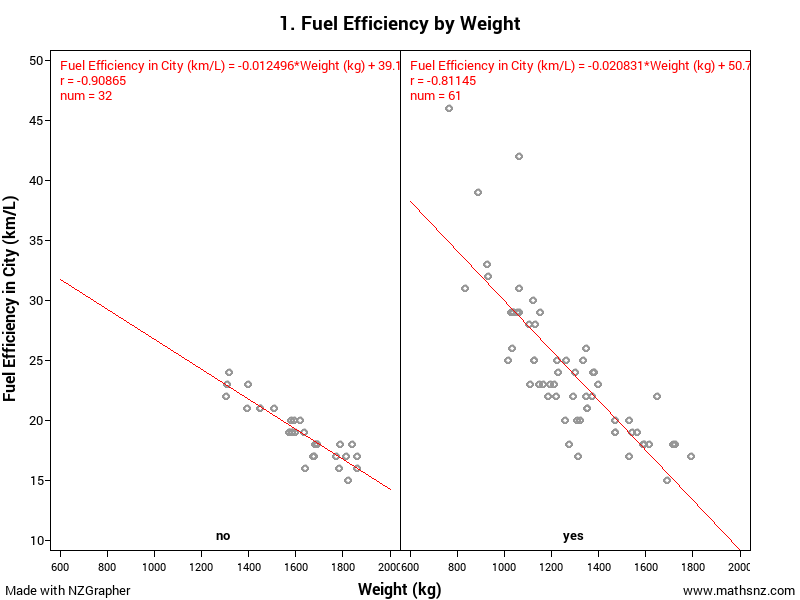 1. Fuel Efficiency by Weight
Fuel Efficiency in City (km/L) = -0.012496*Weight (kg) + 39.1
r = -0.90865
num = 32
Fuel Efficiency in City (km/L) = -0.020831*Weight (kg) + 50.7
r = -0.81145
num = 61
Fuel Efficiency in City (km/L)
50
45
40
35
30
25
20
15
10
no
yes
600 800 1000 1200 1400 1600 1800 2000
600 800 1000 1200 1400 1600 1800 2000
Made with NZGrapher
Weight (kg)
www.mathsnz.com